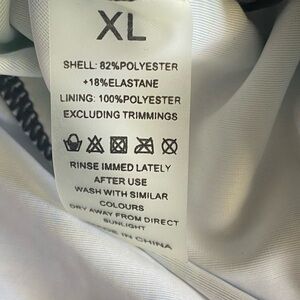 XL
SHELL: 82%POLYESTER
+18%ELASTANE
LINING: 100%POLYESTER
EXCLUDING TRIMMINGS
RINSE IMMED LATELY
AFTER USE
WASH WITH SIMILAR
COLOURS
DRY AWAY FROM DIRECT
SUNLIGHT
MADE IN CHINA